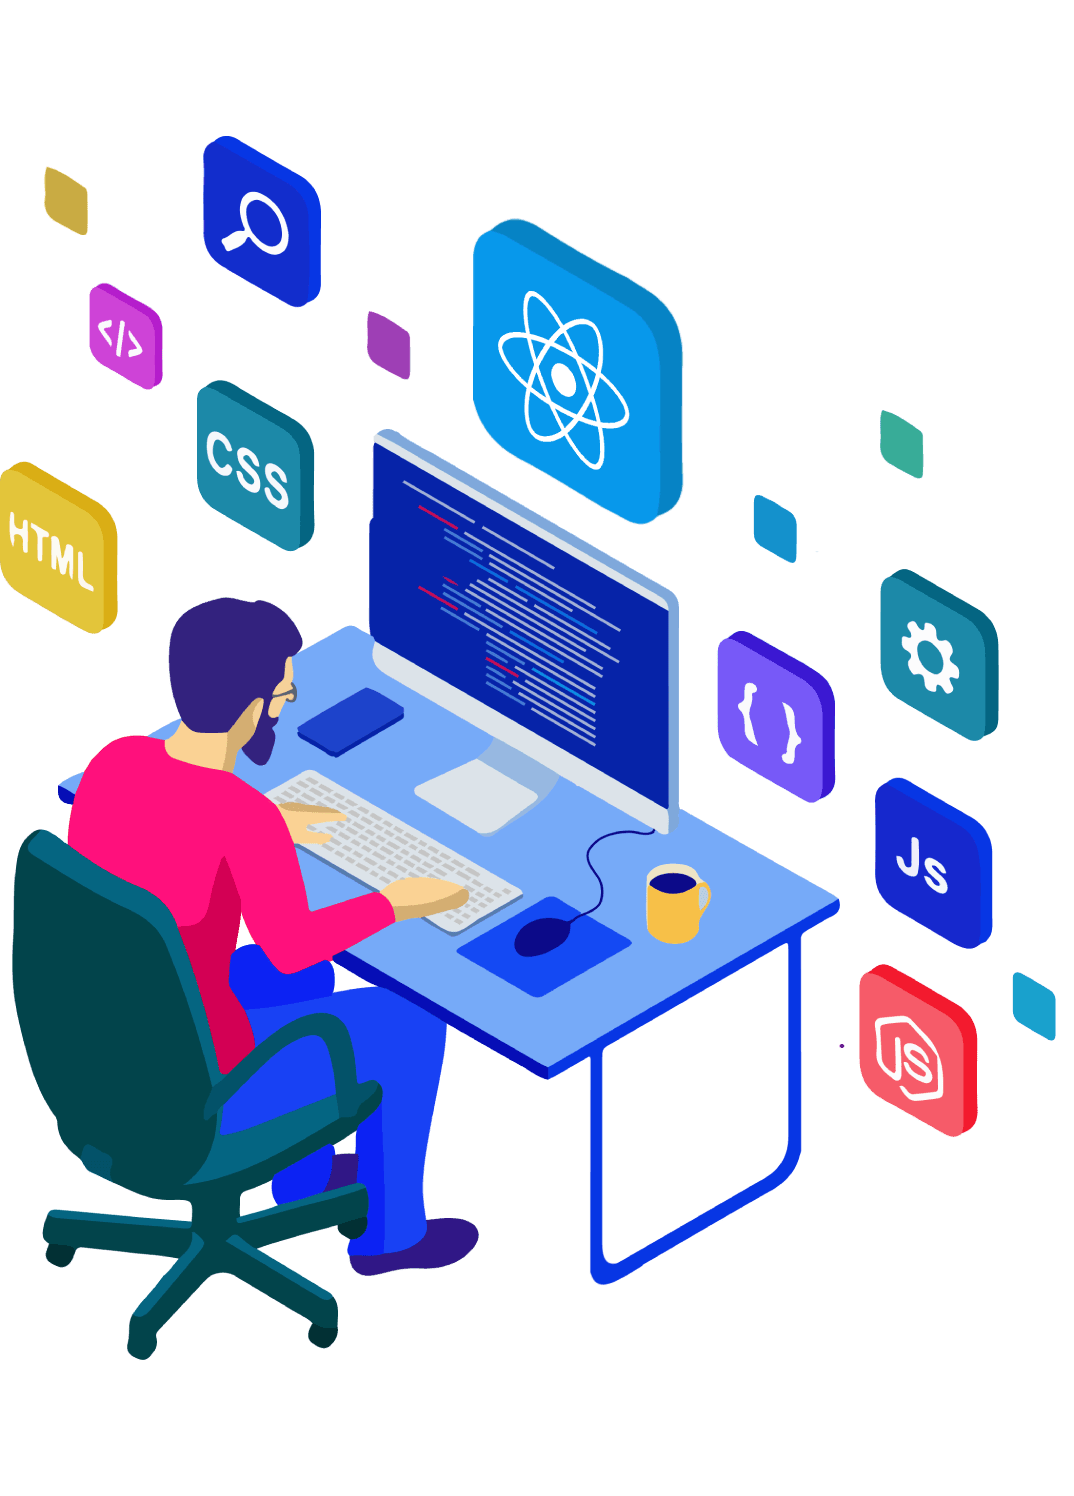 </>
CSS
HTML
{ }
Js
JS